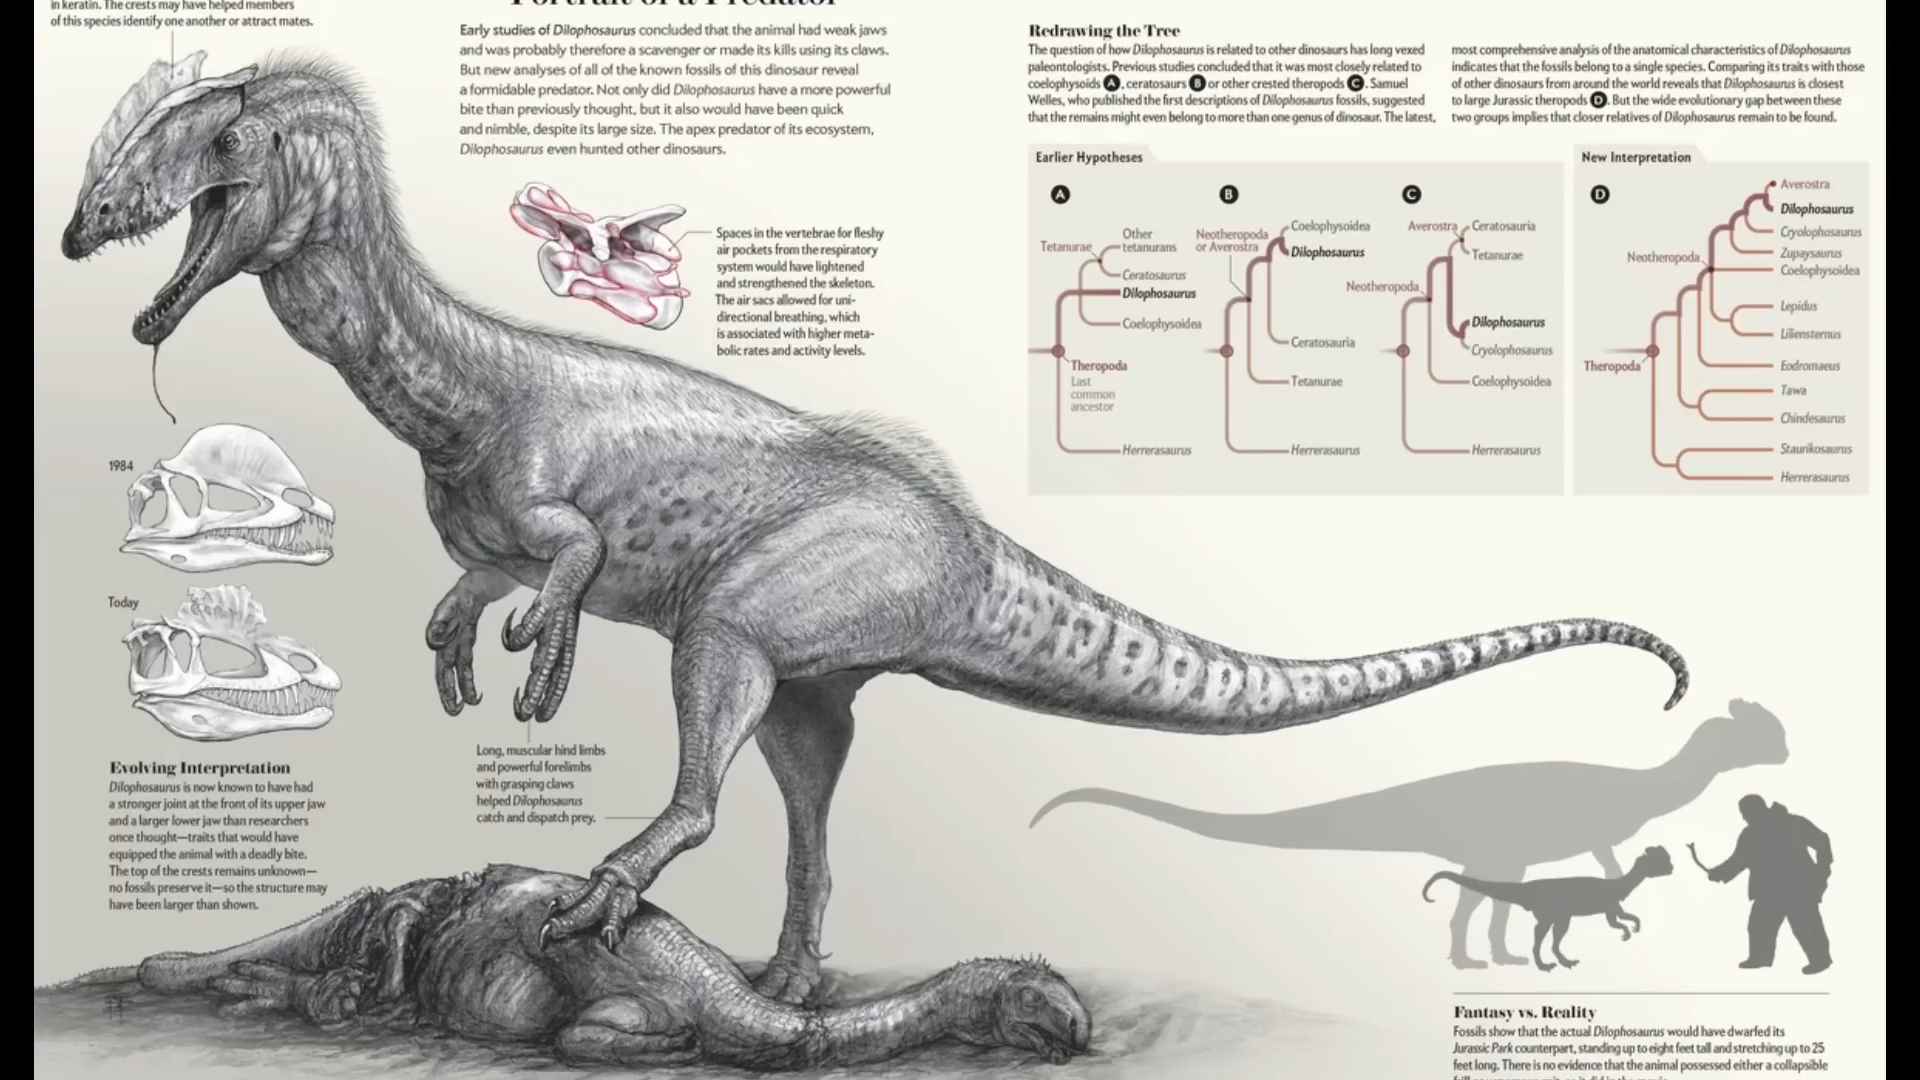 in keratin. The crests may have helped members
of this species identify one another or attract mates.
Portrait of a Predator
Early studies of Dilophosaurus concluded that the animal had weak jaws
and was probably therefore a scavenger or made its kills using its claws.
But new analyses of all of the known fossils of this dinosaur reveal
a formidable predator. Not only did Dilophosaurus have a more powerful
bite than previously thought, but it also would have been quick
and nimble, despite its large size. The apex predator of its ecosystem,
Dilophosaurus even hunted other dinosaurs.
Spaces in the vertebrae for fleshy
air pockets from the respiratory
system would have lightened
and strengthened the skeleton.
The air sacs allowed for uni-
directional breathing, which
is associated with higher meta-
bolic rates and activity levels.
1984
Today
Evolving Interpretation
Dilophosaurus is now known to have had
a stronger joint at the front of its upper jaw
and a larger lower jaw than researchers
once thought—traits that would have
equipped the animal with a deadly bite.
The top of the crests remains unknown—
no fossils preserve it—so the structure may
have been larger than shown.
Long, muscular hind limbs
and powerful forelimbs
with grasping claws
helped Dilophosaurus
catch and dispatch prey.
Redrawing the Tree
The question of how Dilophosaurus is related to other dinosaurs has long vexed
paleontologists. Previous studies concluded that it was most closely related to
coelophysoids A, ceratosaurs B or other crested theropods C. Samuel
Welles, who published the first descriptions of Dilophosaurus fossils, suggested
that the remains might even belong to more than one genus of dinosaur. The latest,
most comprehensive analysis of the anatomical characteristics of Dilophosaurus
indicates that the fossils belong to a single species. Comparing its traits with those
of other dinosaurs from around the world reveals that Dilophosaurus is closest
to large Jurassic theropods D. But the wide evolutionary gap between these
two groups implies that closer relatives of Dilophosaurus remain to be found.
Earlier Hypotheses
A
Tetanurae
Other
tetanurans
Ceratosaurus
Dilophosaurus
Coelophysoidea
Theropoda
Last
common
ancestor
Herrerasaurus
B
Neotheropoda
or Averostra
Coelophysoidea
Dilophosaurus
Ceratosauria
Tetanurae
Herrerasaurus
C
Averostra
Ceratosauria
Tetanurae
Neotheropoda
Dilophosaurus
Cryolophosaurus
Coelophysoidea
Herrerasaurus
New Interpretation
D
Averostra
Dilophosaurus
Cryolophosaurus
Zupaysaurus
Neotheropoda
Coelophysoidea
Lepidus
Liliensternus
Theropoda
Eodromaeus
Tawa
Chindesaurus
Staurikosaurus
Herrerasaurus
Fantasy vs. Reality
Fossils show that the actual Dilophosaurus would have dwarfed its
Jurassic Park counterpart, standing up to eight feet tall and stretching up to 25
feet long. There is no evidence that the animal possessed either a collapsible